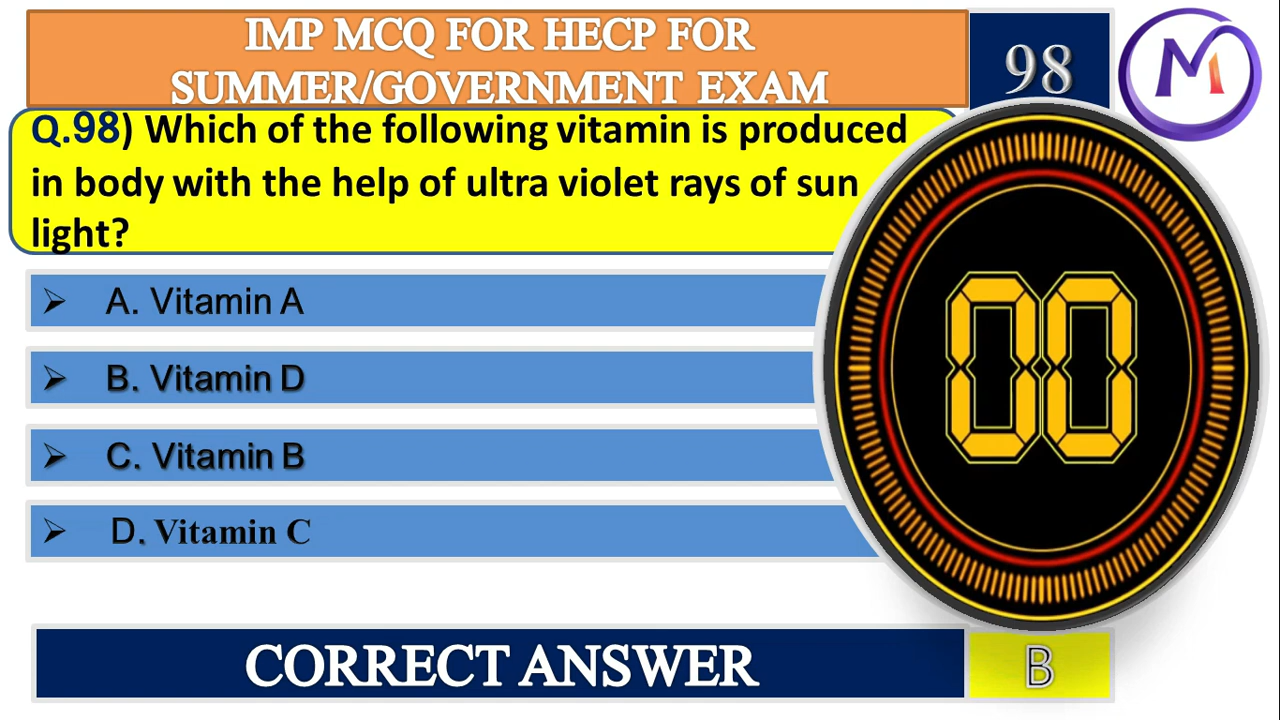 IMP MCQ FOR HECP FOR
SUMMER/GOVERNMENT EXAM
98
M
Q.98) Which of the following vitamin is produced
in body with the help of ultra violet rays of sun
light?
➢ A. Vitamin A
➢ B. Vitamin D
➢ C. Vitamin B
➢ D. Vitamin C
00
CORRECT ANSWER
B